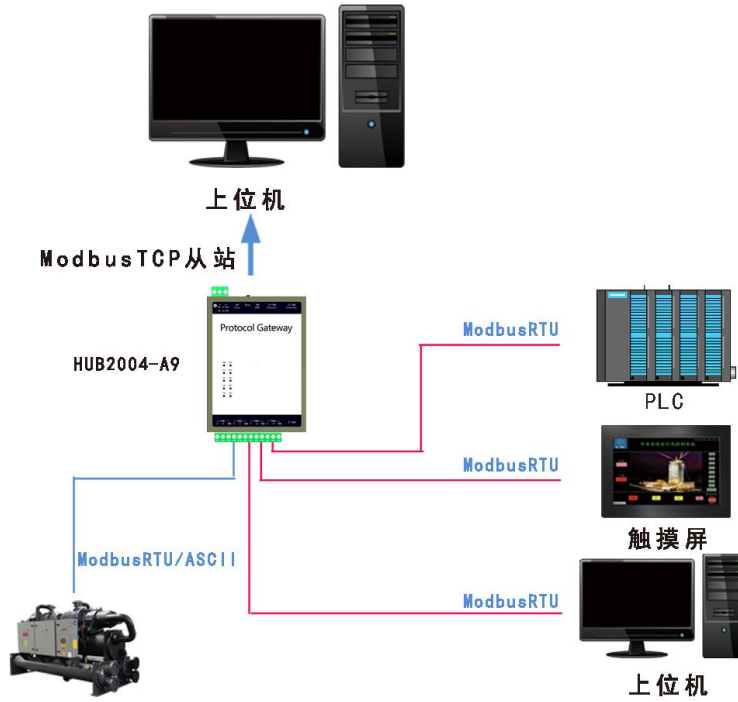 上位机
ModbusTCP从站
Protocol Gateway
HUB2004-A9
ModbusRTU
PLC
ModbusRTU
触摸屏
ModbusRTU/ASCII
ModbusRTU
上位机